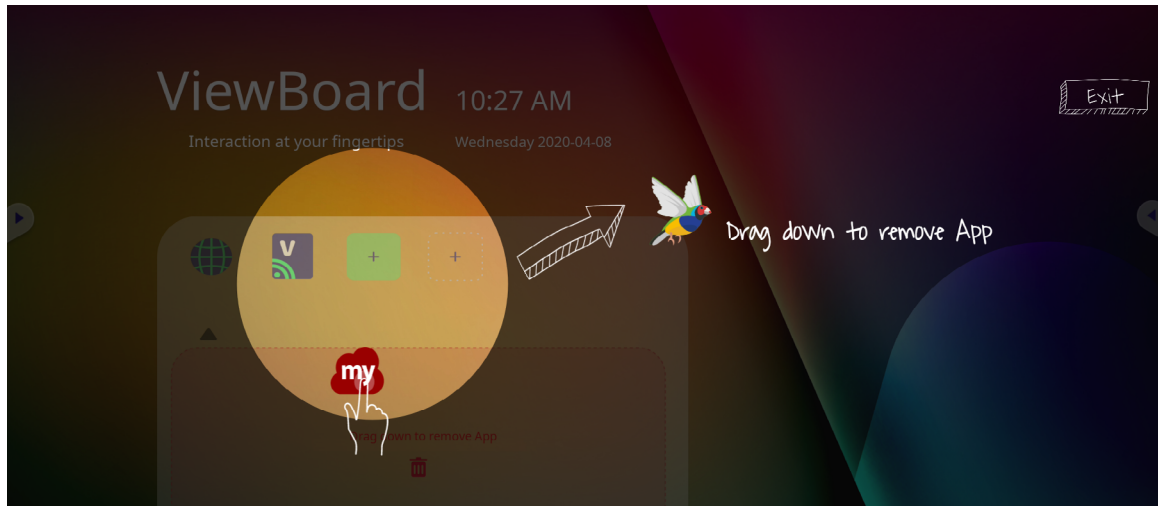 ViewBoard
10:27 AM
Exit
Interaction at your fingertips
Wednesday 2020-04-08
V
+
+
Drag down to remove App
my
Drag down to remove App